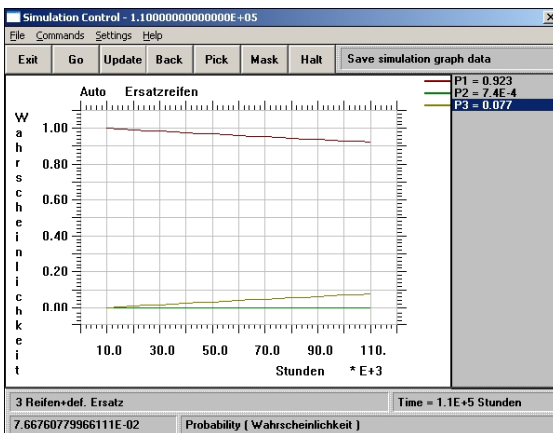 Simulation Control - 1.10000000000000E+05
File Commands Settings Help
Exit Go Update Back Pick Mask Halt Save simulation graph data
Auto Ersatzreifen
P1 = 0.923
P2 = 7.4E-4
P3 = 0.077
Wahrscheinlichkeit
1.00
0.80
0.60
0.40
0.20
0.00
10.0 30.0 50.0 70.0 90.0 110.
Stunden * E+3
3 Reifen+def. Ersatz Time = 1.1E+5 Stunden
7.66760779966111E-02 Probability ( Wahrscheinlichkeit )